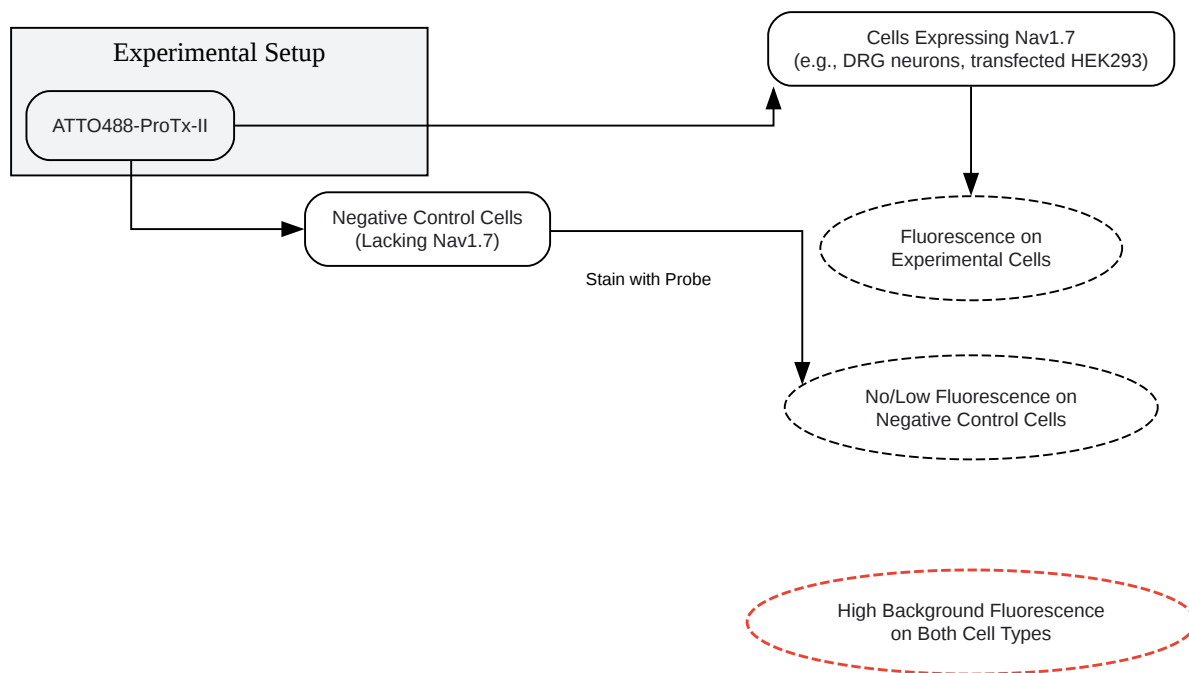 Experimental Setup
ATTO488-ProTx-II
Cells Expressing Nav1.7
(e.g., DRG neurons, transfected HEK293)
Negative Control Cells
(Lacking Nav1.7)
Stain with Probe
Fluorescence on
Experimental Cells
No/Low Fluorescence on
Negative Control Cells
High Background Fluorescence
on Both Cell Types